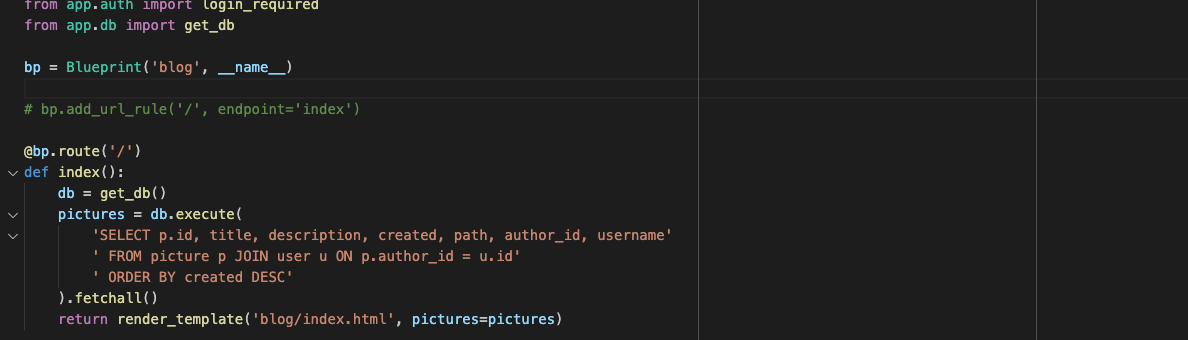 from app.auth import login_required
from app.db import get_db
bp = Blueprint('blog', __name__)
# bp.add_url_rule('/', endpoint='index')
@bp.route('/')
def index():
    db = get_db()
    pictures = db.execute(
        'SELECT p.id, title, description, created, path, author_id, username'
        ' FROM picture p JOIN user u ON p.author_id = u.id'
        ' ORDER BY created DESC'
    ).fetchall()
    return render_template('blog/index.html', pictures=pictures)